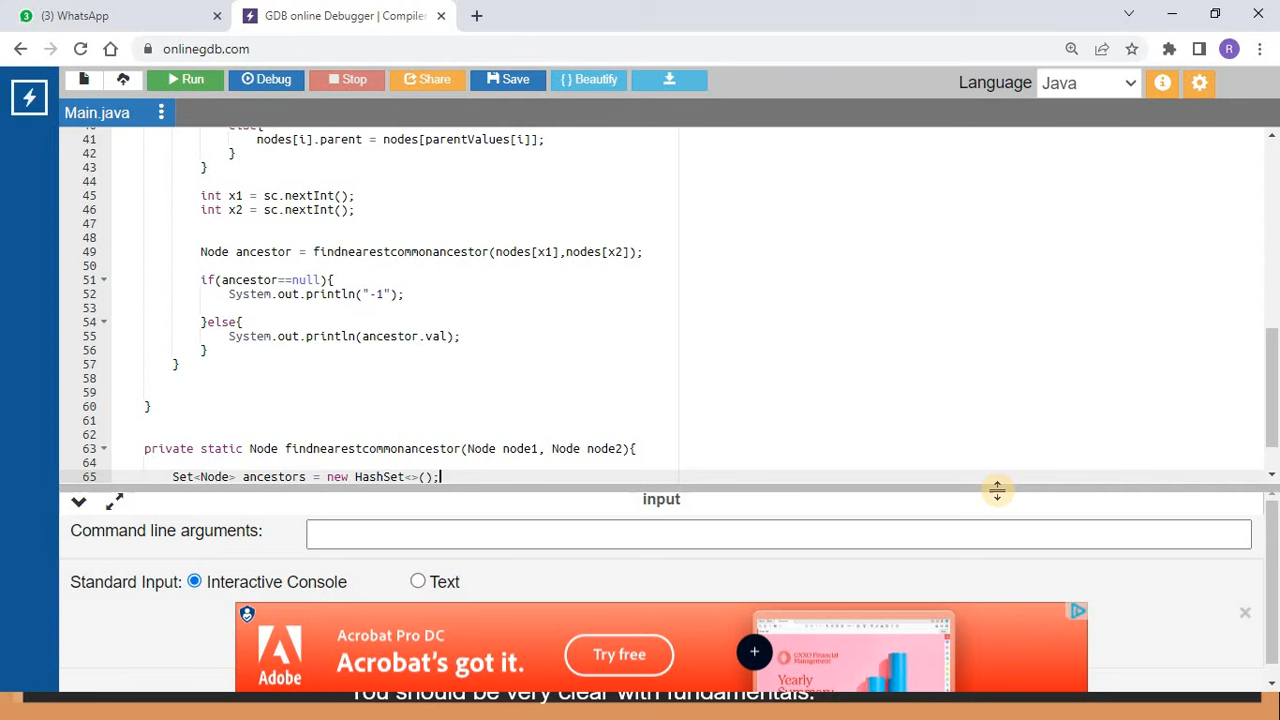 (3) WhatsApp
GDB online Debugger | Compiler
onlinegdb.com
R
Run
Debug
Stop
Share
Save
{ } Beautify
Language
Java
Main.java
40 else{
41 nodes[i].parent = nodes[parentValues[i]];
42 }
43 }
44
45 int x1 = sc.nextInt();
46 int x2 = sc.nextInt();
47
48
49 Node ancestor = findnearestcommonancestor(nodes[x1],nodes[x2]);
50
51 if(ancestor==null){
52 System.out.println("-1");
53
54 }else{
55 System.out.println(ancestor.val);
56 }
57 }
58
59
60 }
61
62
63 private static Node findnearestcommonancestor(Node node1, Node node2){
64
65 Set<Node> ancestors = new HashSet<>();
input
Command line arguments:
Standard Input: Interactive Console Text
Acrobat Pro DC
Acrobat's got it.
Adobe
Try free
Yearly
You should be very clear with fundamentals.